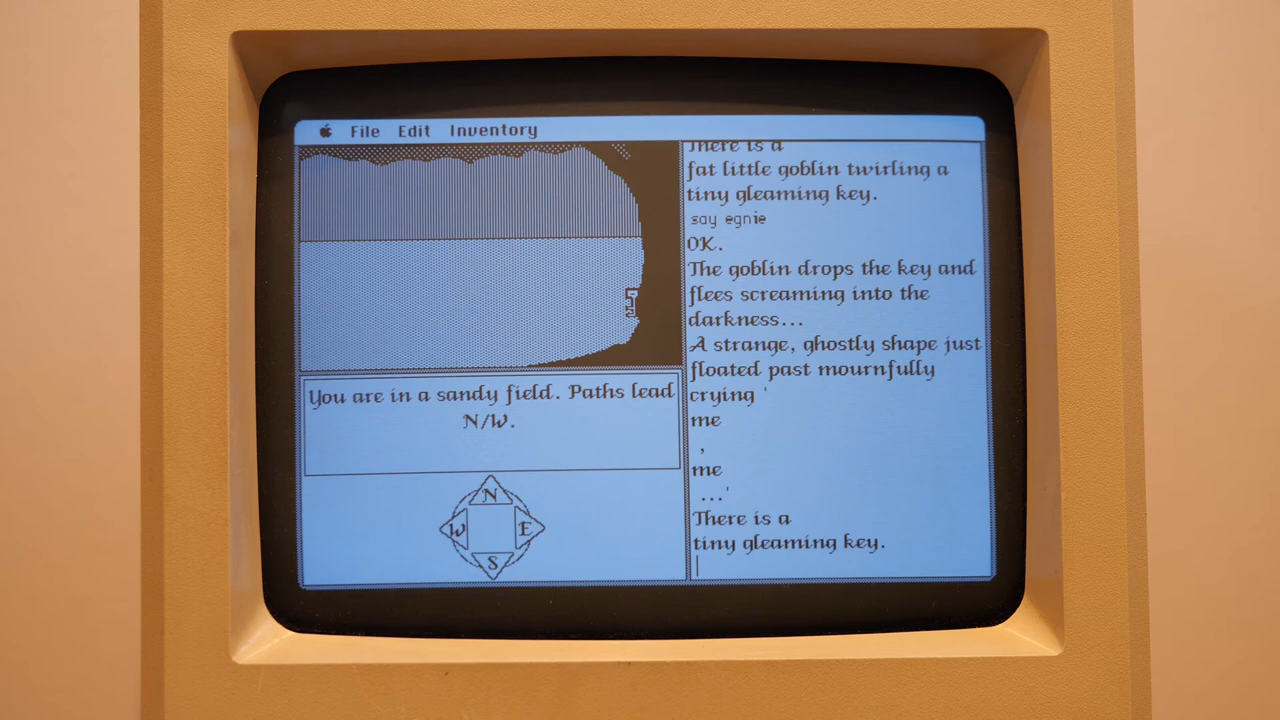 File Edit Inventory
There is a
fat little goblin twirling a
tiny gleaming key.
say egnie
OK.
The goblin drops the key and
flees screaming into the
darkness...
A strange, ghostly shape just
floated past mournfully
crying '
me
,
me
...'
There is a
tiny gleaming key.
You are in a sandy field. Paths lead
N/W.
N
W E
S